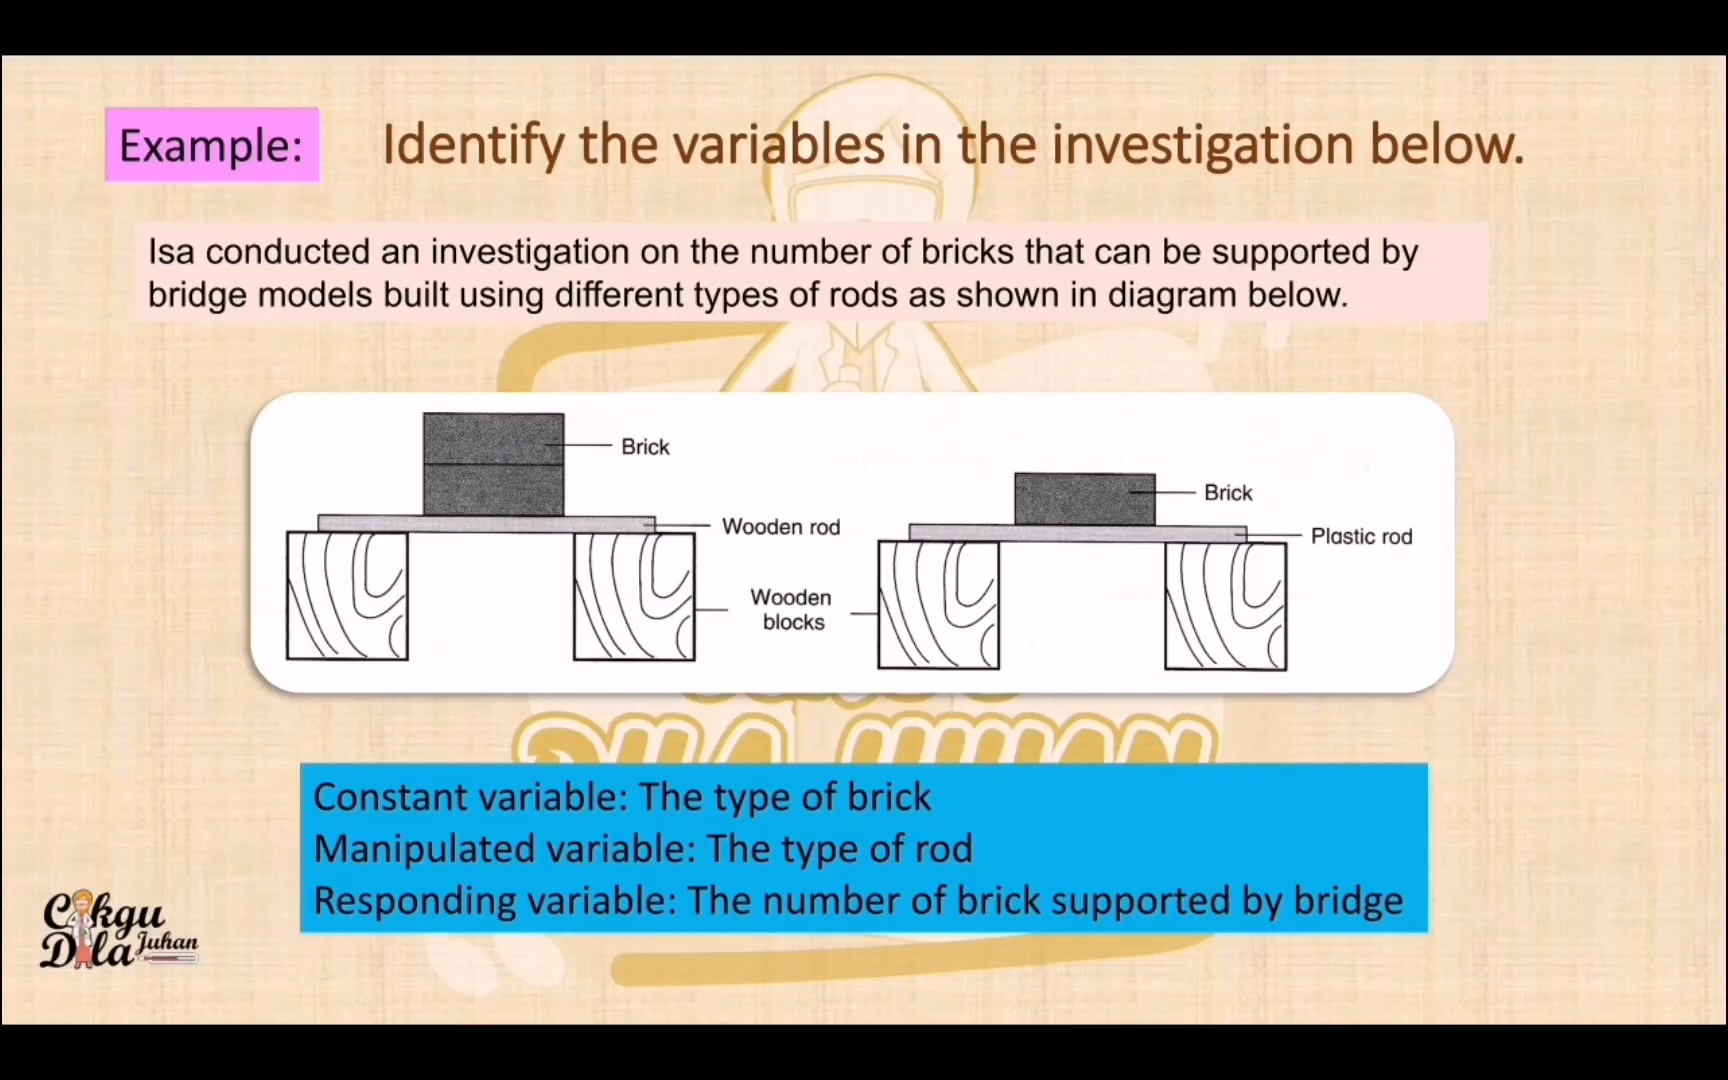 Example:
Identify the variables in the investigation below.
Isa conducted an investigation on the number of bricks that can be supported by
bridge models built using different types of rods as shown in diagram below.
Brick
Wooden rod
Wooden
blocks
Brick
Plastic rod
Constant variable: The type of brick
Manipulated variable: The type of rod
Responding variable: The number of brick supported by bridge
Cikgu
Dila Juhan